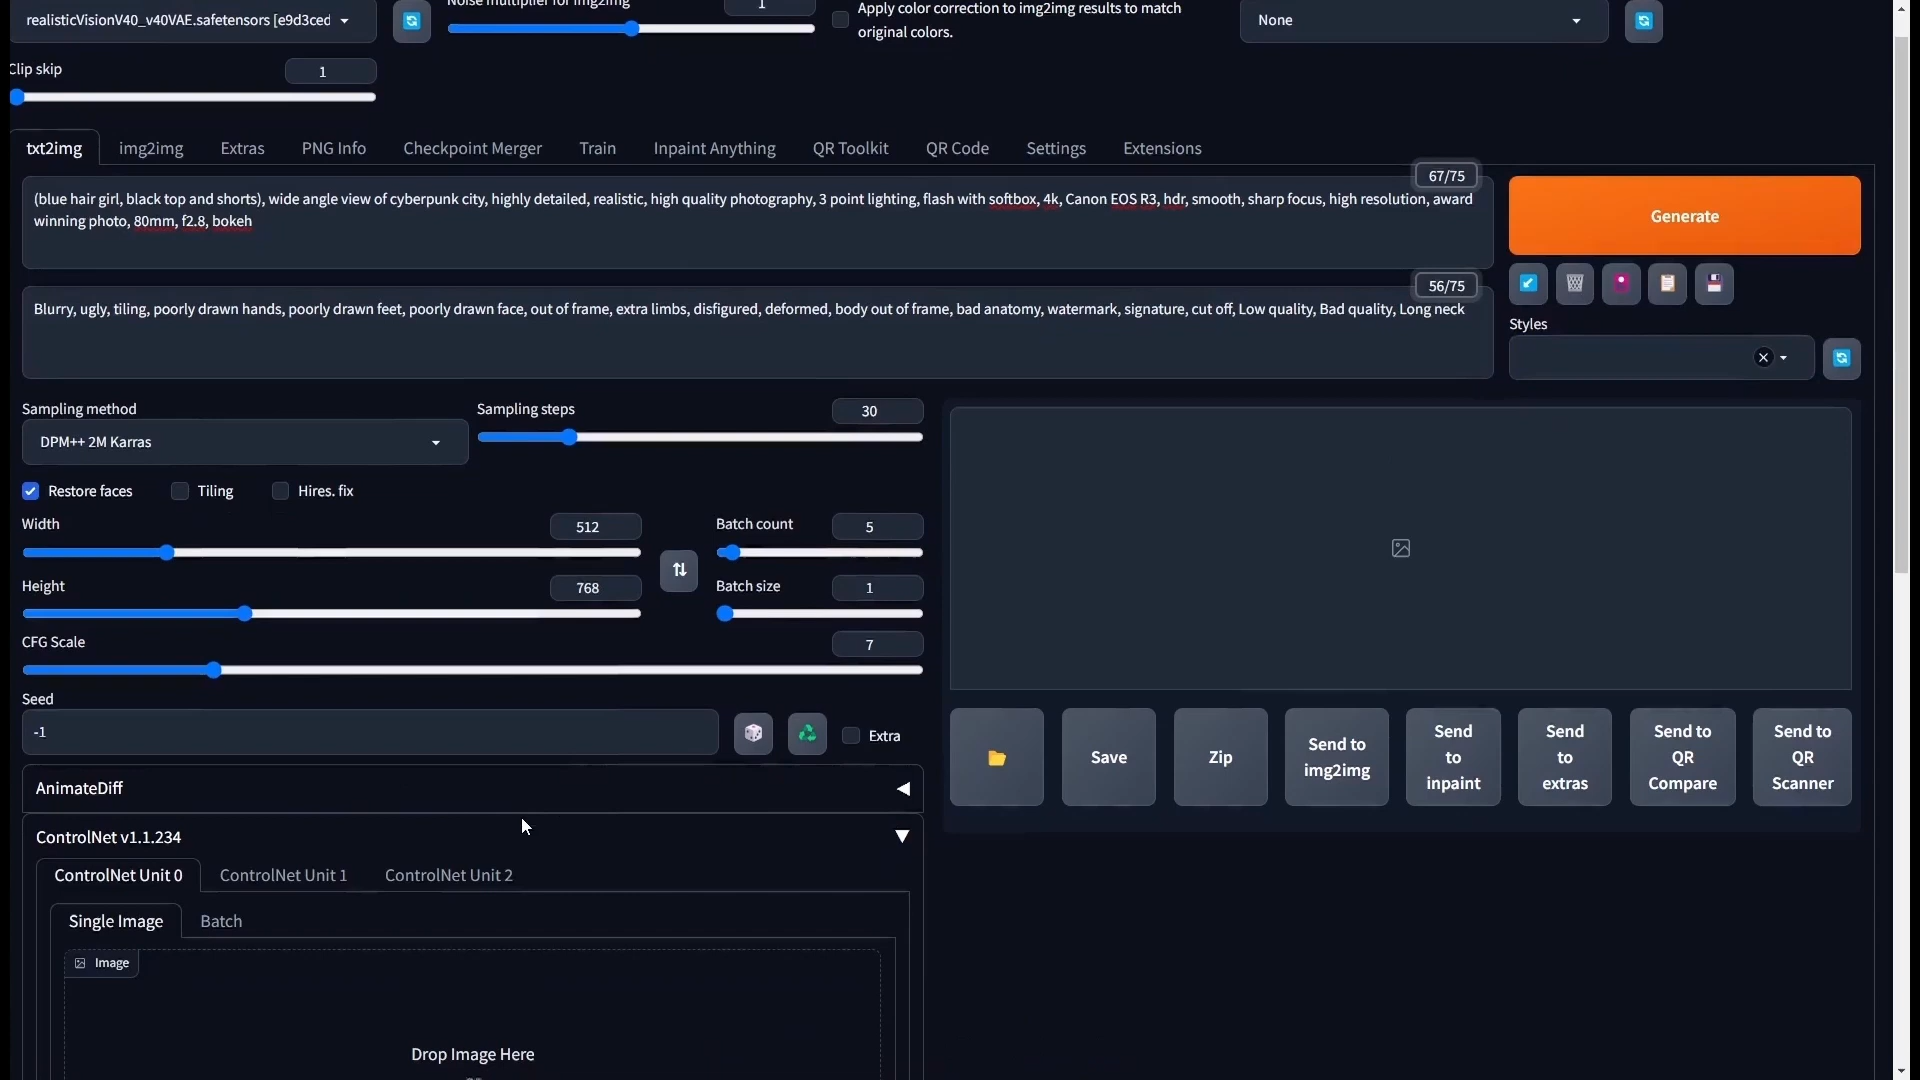 realisticVisionV40_v40VAE.safetensors [e9d3ced
Noise multiplier for img2img
1
Apply color correction to img2img results to match
original colors.
None
Clip skip
1
txt2img
img2img
Extras
PNG Info
Checkpoint Merger
Train
Inpaint Anything
QR Toolkit
QR Code
Settings
Extensions
67/75
(blue hair girl, black top and shorts), wide angle view of cyberpunk city, highly detailed, realistic, high quality photography, 3 point lighting, flash with softbox, 4k, Canon EOS R3, hdr, smooth, sharp focus, high resolution, award
winning photo, 80mm, f2.8, bokeh
Generate
56/75
Blurry, ugly, tiling, poorly drawn hands, poorly drawn feet, poorly drawn face, out of frame, extra limbs, disfigured, deformed, body out of frame, bad anatomy, watermark, signature, cut off, Low quality, Bad quality, Long neck
Styles
Sampling method
Sampling steps
30
DPM++ 2M Karras
Restore faces
Tiling
Hires. fix
Width
512
Batch count
5
Height
768
Batch size
1
CFG Scale
7
Seed
-1
Extra
Save
Zip
Send to
img2img
Send
to
inpaint
Send
to
extras
Send to
QR
Compare
Send to
QR
Scanner
AnimateDiff
ControlNet v1.1.234
ControlNet Unit 0
ControlNet Unit 1
ControlNet Unit 2
Single Image
Batch
Image
Drop Image Here